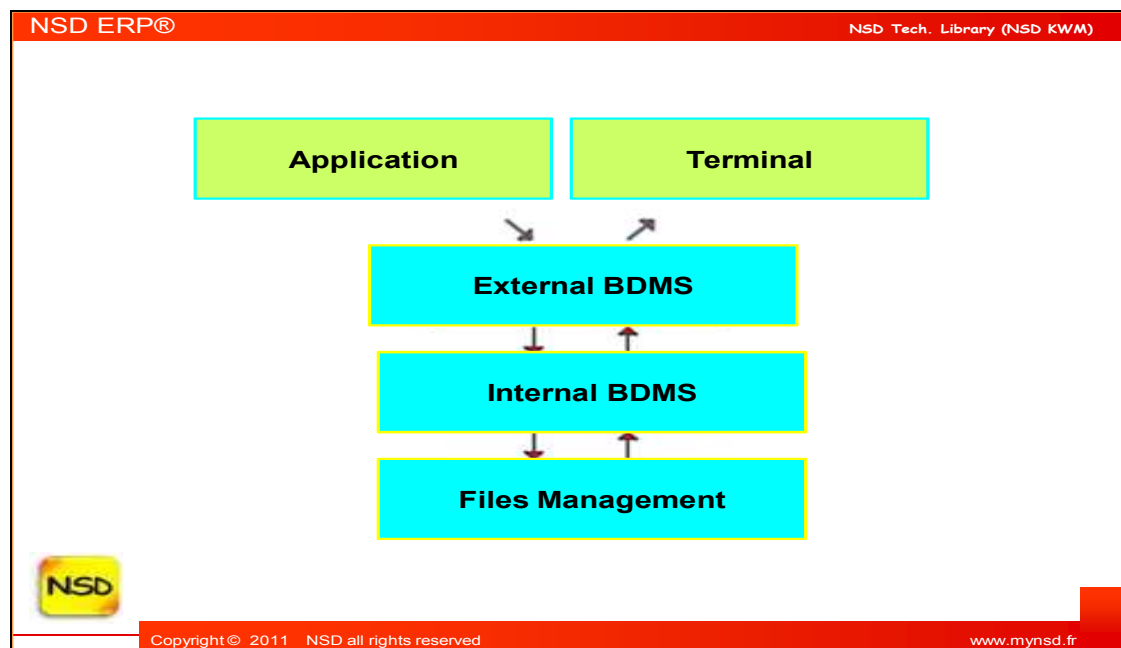 NSD ERP®
NSD Tech. Library (NSD KWM)
Application
Terminal
External BDMS
Internal BDMS
Files Management
NSD
Copyright © 2011 NSD all rights reserved
www.mynsd.fr